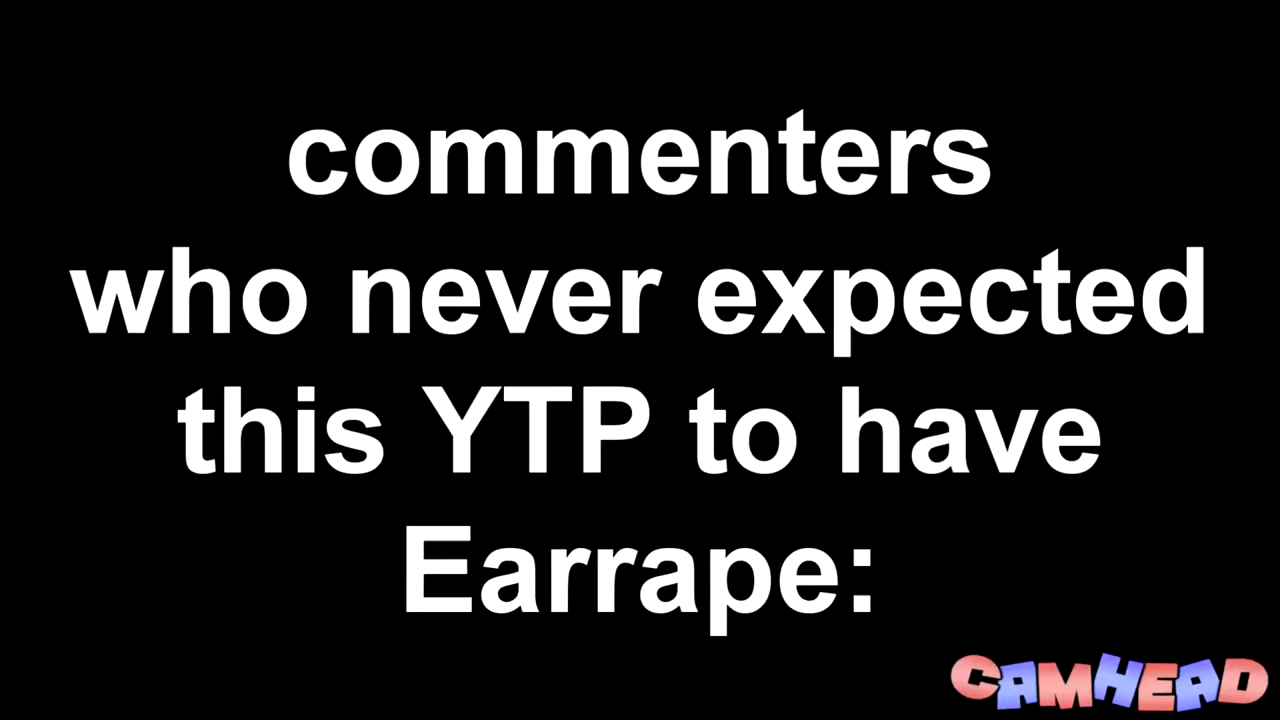 commenters
who never expected
this YTP to have
Earrape:
CAMHEAD